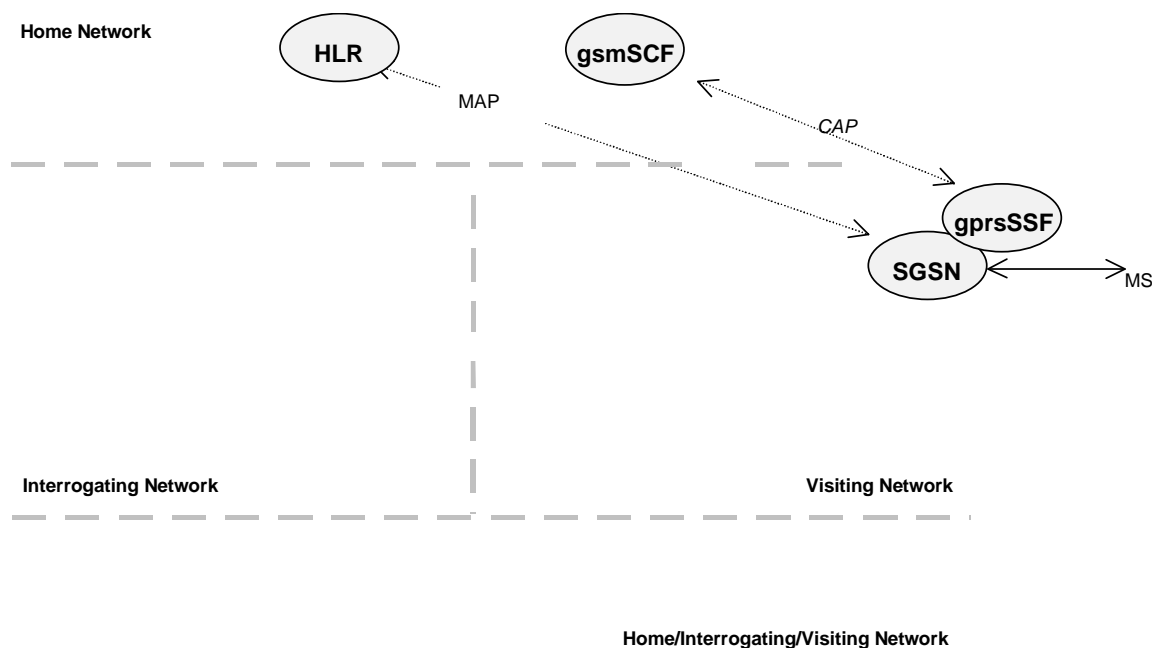 Home Network
HLR
gsmSCF
MAP
CAP
gprsSSF
SGSN
MS
Interrogating Network
Visiting Network
Home/Interrogating/Visiting Network